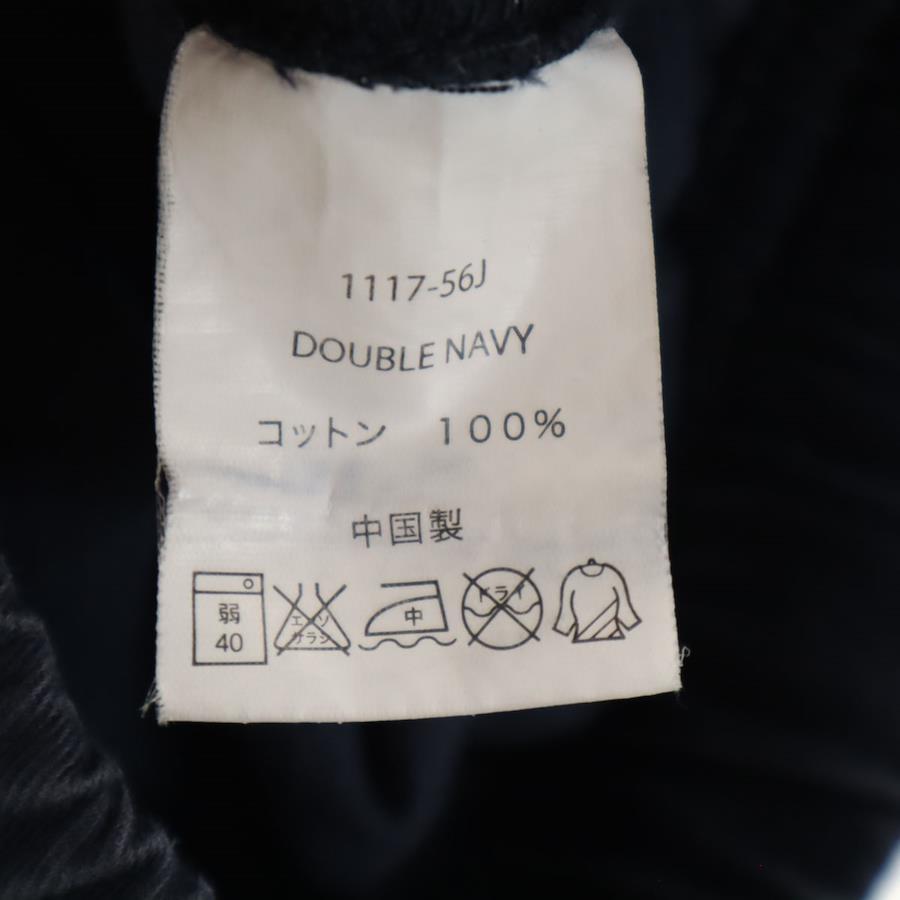 1117-56J
DOUBLE NAVY
コットン 100%
中国製
弱
40
エンソ
サラシ
中
ドライ